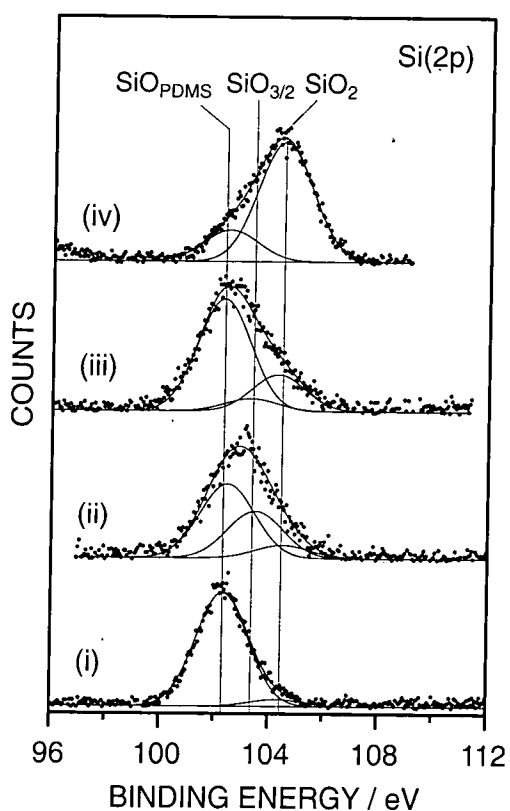 Si(2p)
SiO_PDMS SiO_3/2 SiO_2
(iv)
(iii)
(ii)
(i)
COUNTS
96 100 104 108 112
BINDING ENERGY / eV